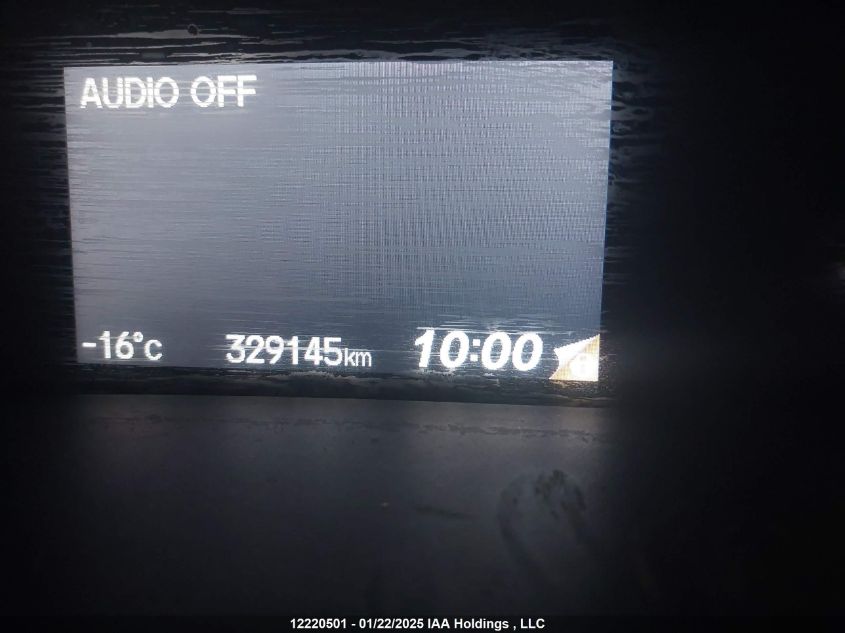 AUDIO OFF
-16°C 329145km 10:00
12220501 - 01/22/2025 IAA Holdings , LLC